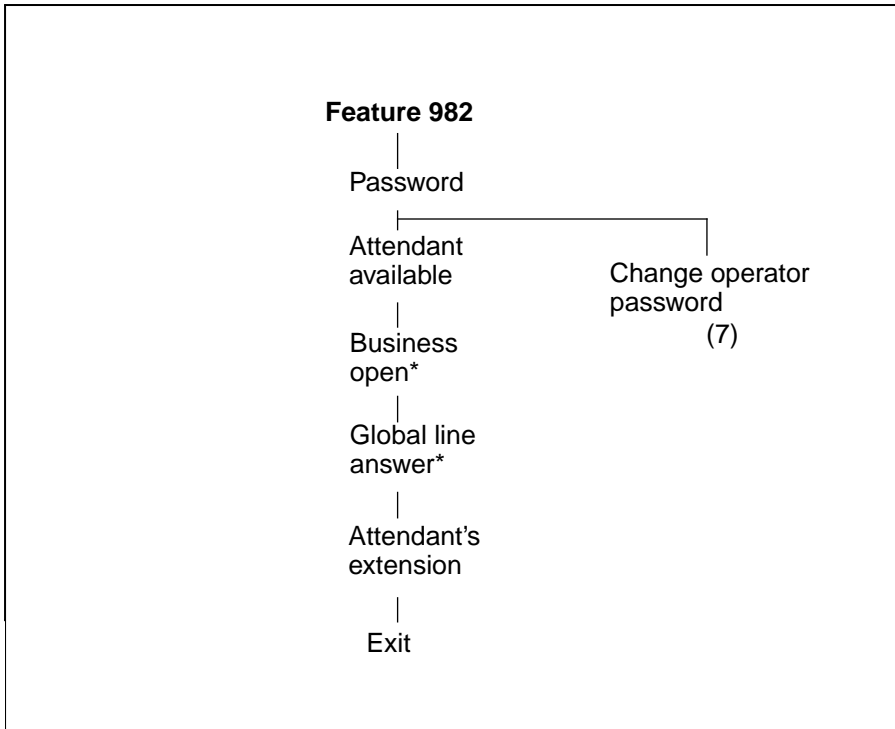 Feature 982
Password
Attendant
available
Change operator
password
(7)
Business
open*
Global line
answer*
Attendant’s
extension
Exit